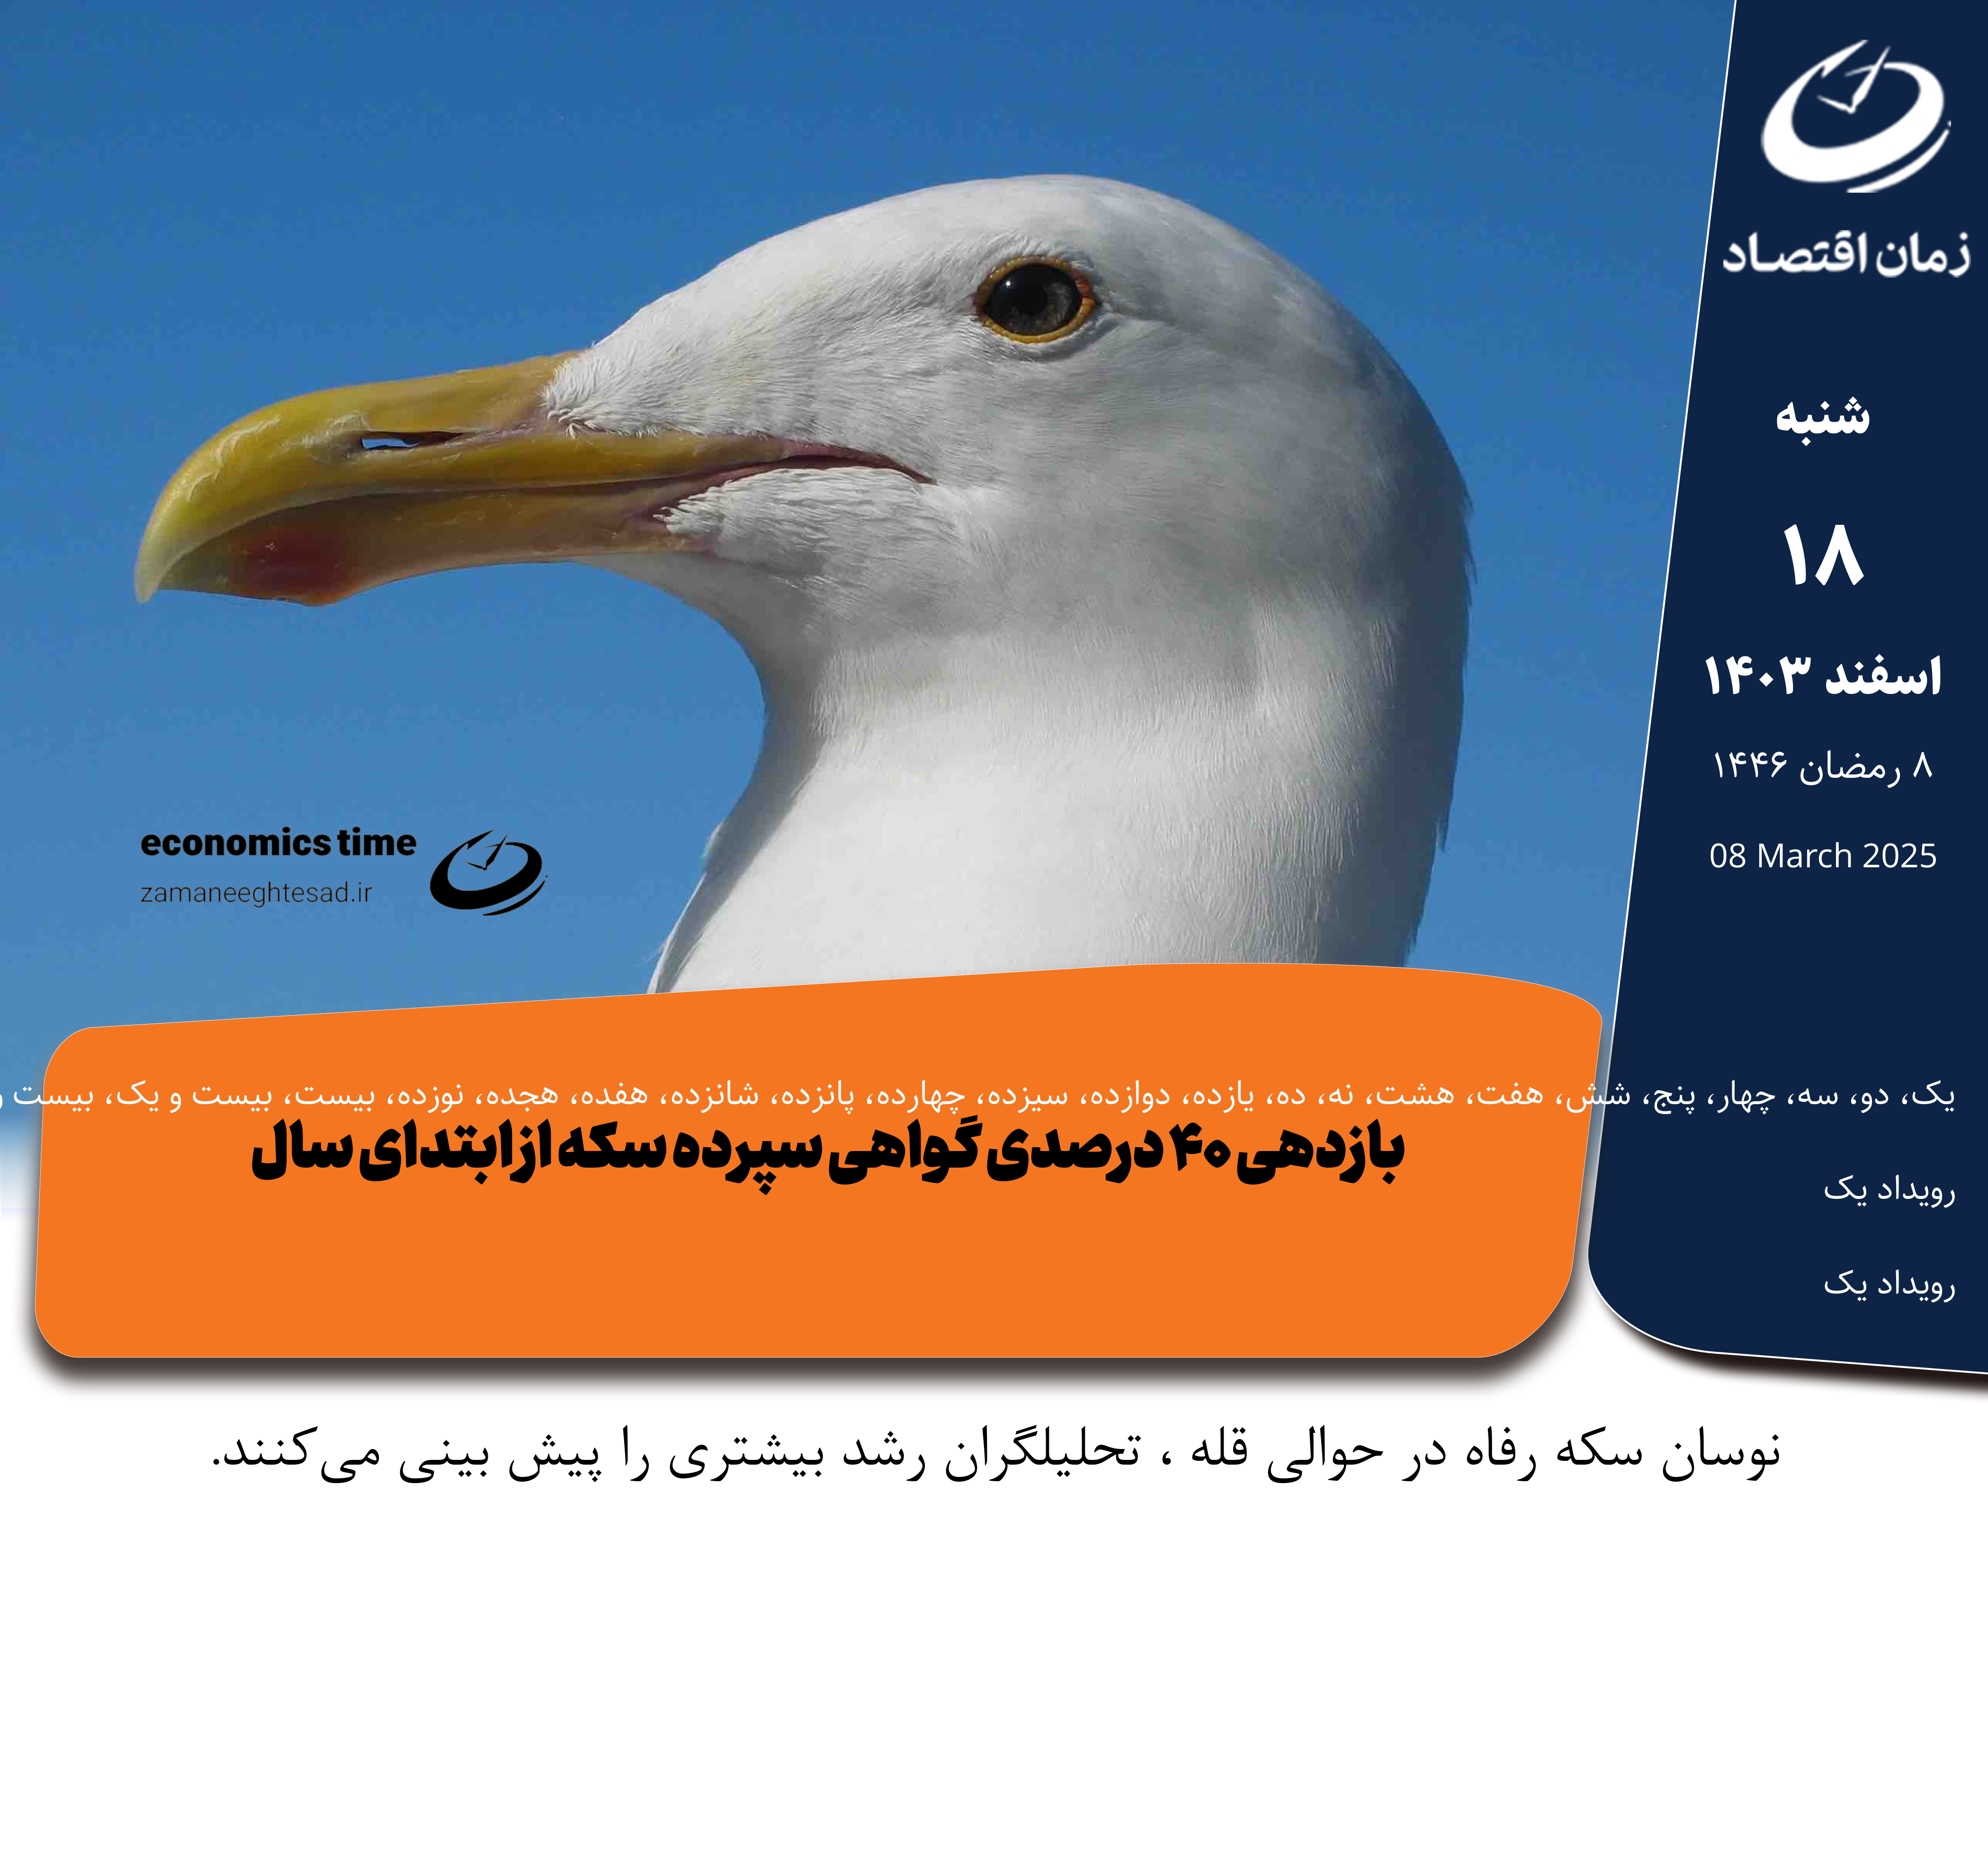 زمان اقتصاد
شنبه
۱۸
اسفند ۱۴۰۳
۸ رمضان ۱۴۴۶
08 March 2025
economics time
zamaneeghtesad.ir
یک، دو، سه، چهار، پنج، شش، هفت، هشت، نه، ده، یازده، دوازده، سیزده، چهارده، پانزده، شانزده، هفده، هجده، نوزده، بیست، بیست و یک، بیست و
بازدهی ۴۰ درصدی گواهی سپرده سکه از ابتدای سال
رویداد یک
رویداد یک
نوسان سکه رفاه در حوالی قله ، تحلیلگران رشد بیشتری را پیش بینی می‌کنند.